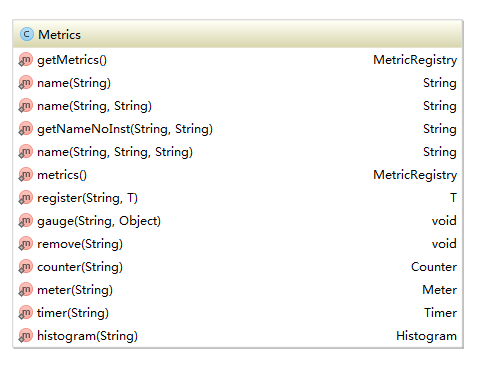 C Metrics
m getMetrics() MetricRegistry
m name(String) String
m name(String, String) String
m getNameNoInst(String, String) String
m name(String, String, String) String
m metrics() MetricRegistry
m register(String, T) T
m gauge(String, Object) void
m remove(String) void
m counter(String) Counter
m meter(String) Meter
m timer(String) Timer
m histogram(String) Histogram